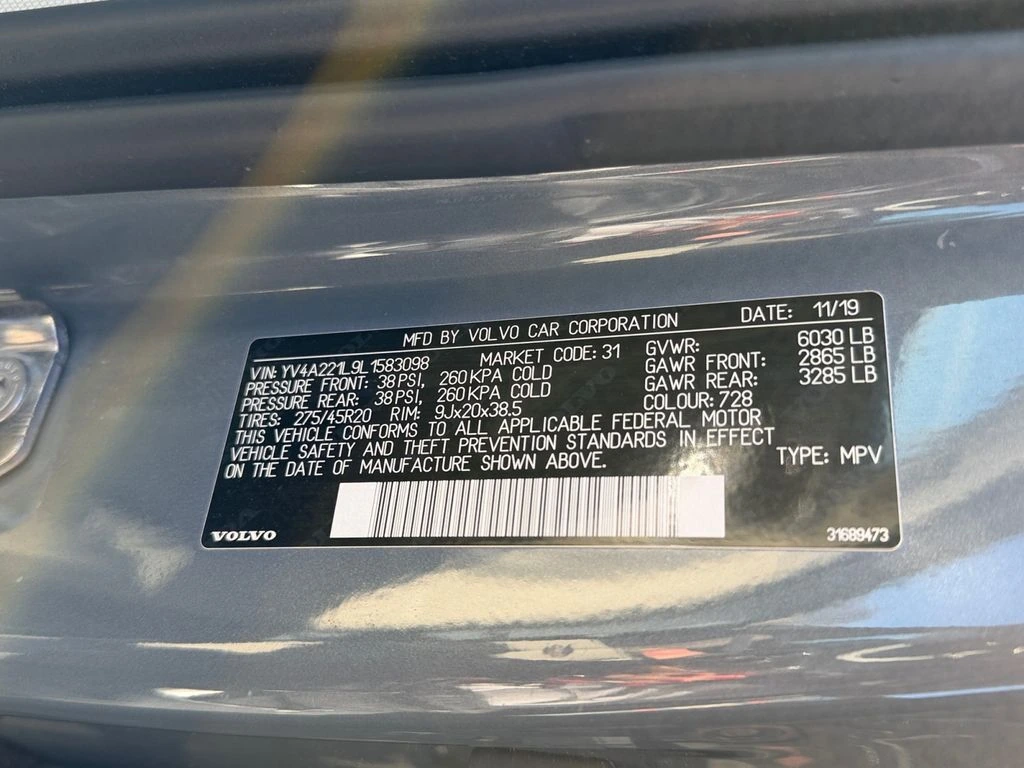 MFD BY VOLVO CAR CORPORATION DATE: 11/19
VIN: YV4A221L9L1583098 MARKET CODE: 31 GVWR: 6030 LB
PRESSURE FRONT: 38 PSI, 260 KPA COLD GAWR FRONT: 2865 LB
PRESSURE REAR: 38 PSI, 260 KPA COLD GAWR REAR: 3285 LB
TIRES: 275/45R20 RIM: 9Jx20x38.5 COLOUR: 728
THIS VEHICLE CONFORMS TO ALL APPLICABLE FEDERAL MOTOR
VEHICLE SAFETY AND THEFT PREVENTION STANDARDS IN EFFECT
ON THE DATE OF MANUFACTURE SHOWN ABOVE. TYPE: MPV
VOLVO 31689473